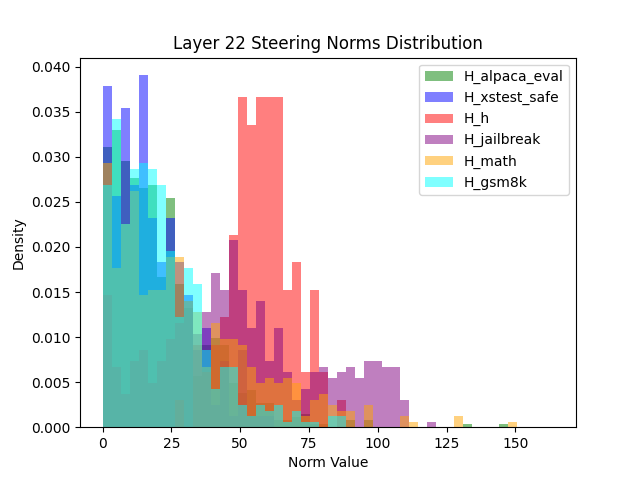 Layer 22 Steering Norms Distribution
0.040
0.035
0.030
0.025
0.020
0.015
0.010
0.005
0.000
Density
H_alpaca_eval
H_xstest_safe
H_h
H_jailbreak
H_math
H_gsm8k
0 25 50 75 100 125 150
Norm Value